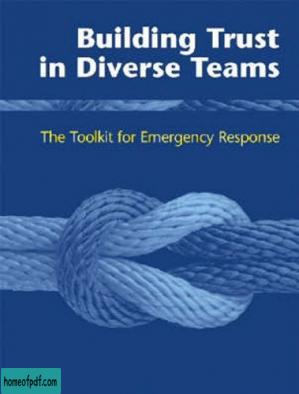 Building Trust
in Diverse Teams
The Toolkit for Emergency Response
homeofpdf.com